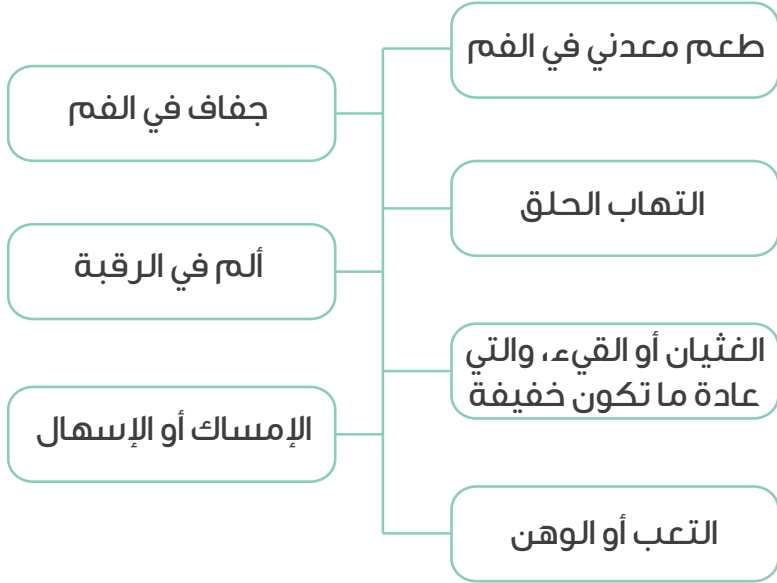 طعم معدني في الفم
جفاف في الفم
التهاب الحلق
ألم في الرقبة
الغثيان أو القيء، والتي
عادة ما تكون خفيفة
الإمساك أو الإسهال
التعب أو الوهن